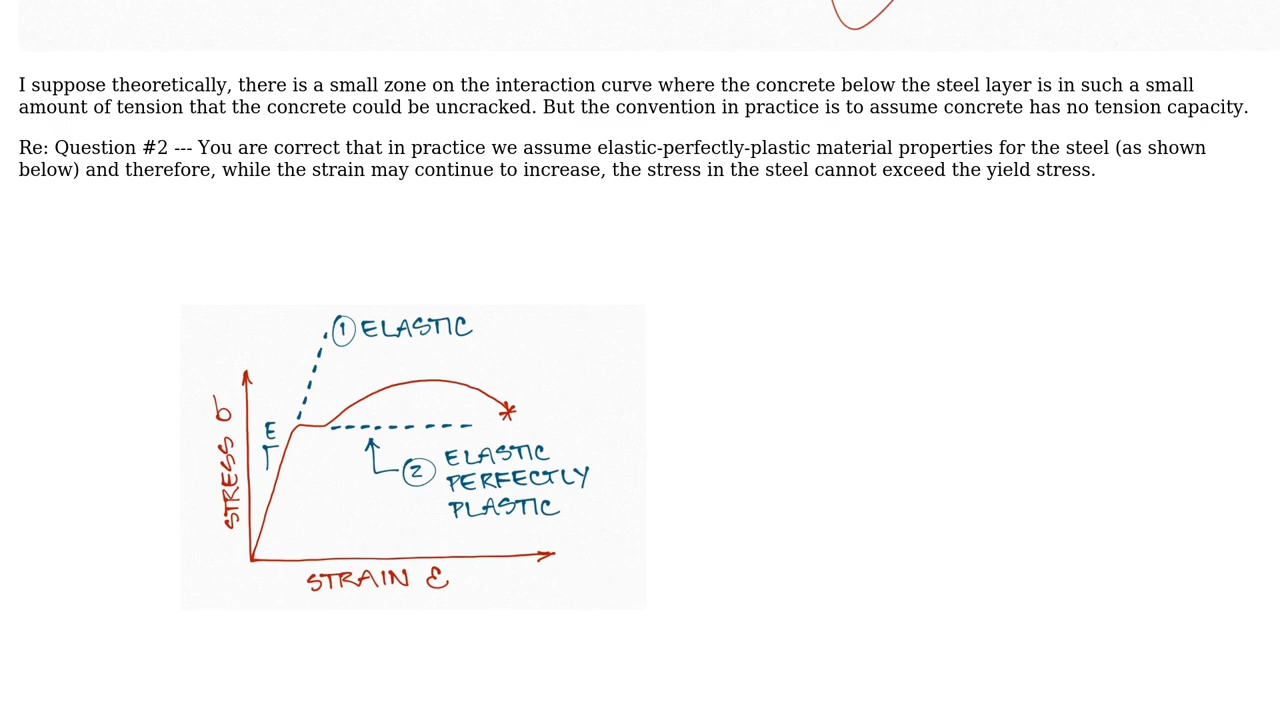 I suppose theoretically, there is a small zone on the interaction curve where the concrete below the steel layer is in such a small
amount of tension that the concrete could be uncracked. But the convention in practice is to assume concrete has no tension capacity.
Re: Question #2 --- You are correct that in practice we assume elastic-perfectly-plastic material properties for the steel (as shown
below) and therefore, while the strain may continue to increase, the stress in the steel cannot exceed the yield stress.
① ELASTIC
STRESS σ
E
② ELASTIC
PERFECTLY
PLASTIC
STRAIN ε